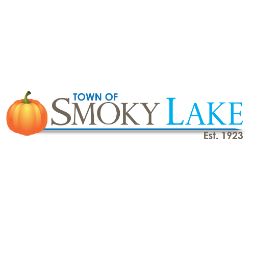 TOWN OF
SMOKY LAKE
Est. 1923